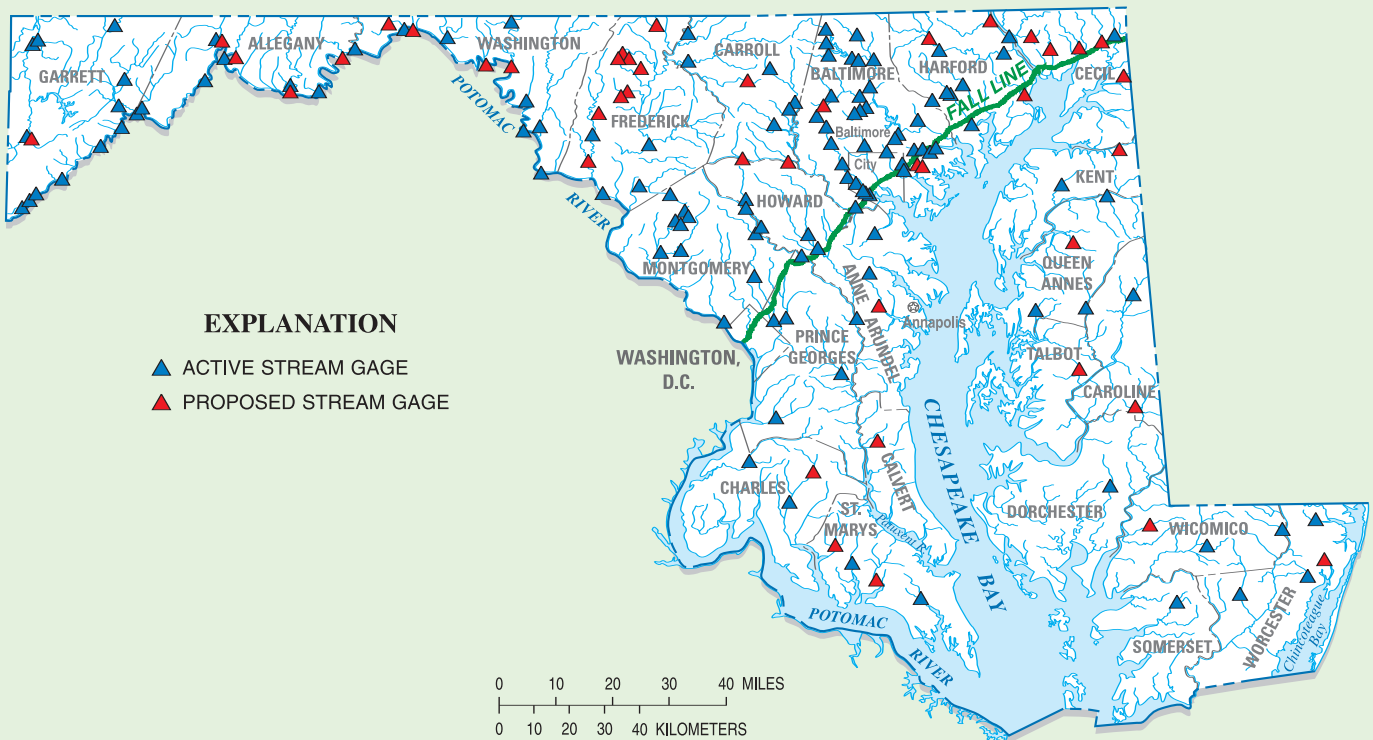 GARRETT
ALLEGANY
WASHINGTON
CARROLL
BALTIMORE
HARFORD
CECIL
FALL LINE
POTOMAC
RIVER
FREDERICK
Baltimore
City
HOWARD
KENT
MONTGOMERY
QUEEN
ANNES
ANNE ARUNDEL
Annapolis
EXPLANATION
ACTIVE STREAM GAGE
PROPOSED STREAM GAGE
WASHINGTON,
D.C.
PRINCE
GEORGES
TALBOT
CAROLINE
CHESAPEAKE BAY
CALVERT
CHARLES
ST.
MARYS
Patuxent R.
DORCHESTER
WICOMICO
WORCESTER
SOMERSET
Chincoteague
Bay
POTOMAC
RIVER
0 10 20 30 40 MILES
0 10 20 30 40 KILOMETERS